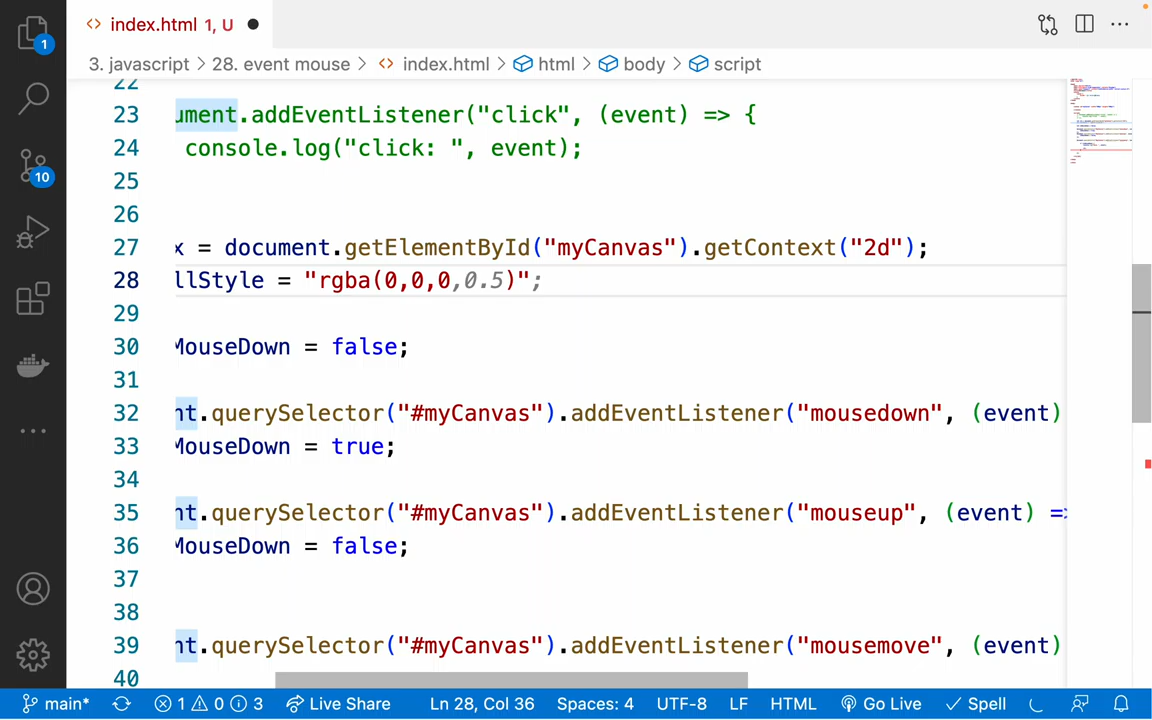 index.html 1, U
3. javascript > 28. event mouse > index.html > html > body > script
1
10
22
23 ument.addEventListener("click", (event) => {
24 console.log("click: ", event);
25
26
27 x = document.getElementById("myCanvas").getContext("2d");
28 llStyle = "rgba(0,0,0,0.5)";
29
30 MouseDown = false;
31
32 nt.querySelector("#myCanvas").addEventListener("mousedown", (event)
33 MouseDown = true;
34
35 nt.querySelector("#myCanvas").addEventListener("mouseup", (event) =>
36 MouseDown = false;
37
38
39 nt.querySelector("#myCanvas").addEventListener("mousemove", (event)
40
main* 1 0 3 Live Share Ln 28, Col 36 Spaces: 4 UTF-8 LF HTML Go Live Spell